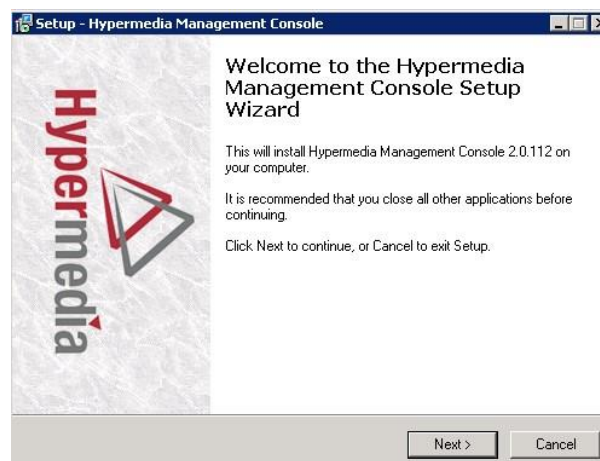 Setup - Hypermedia Management Console
Hypermedia
Welcome to the Hypermedia
Management Console Setup
Wizard
This will install Hypermedia Management Console 2.0.112 on
your computer.
It is recommended that you close all other applications before
continuing.
Click Next to continue, or Cancel to exit Setup.
Next >
Cancel